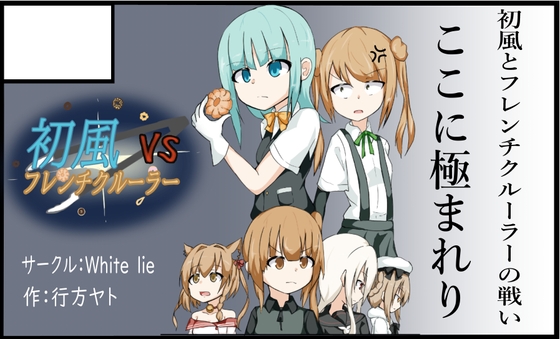 初風とフレンチクルーラーの戦い
ここに極まれり
初風 VS
フレンチクルーラー
サークル:White lie
作:行方ヤト